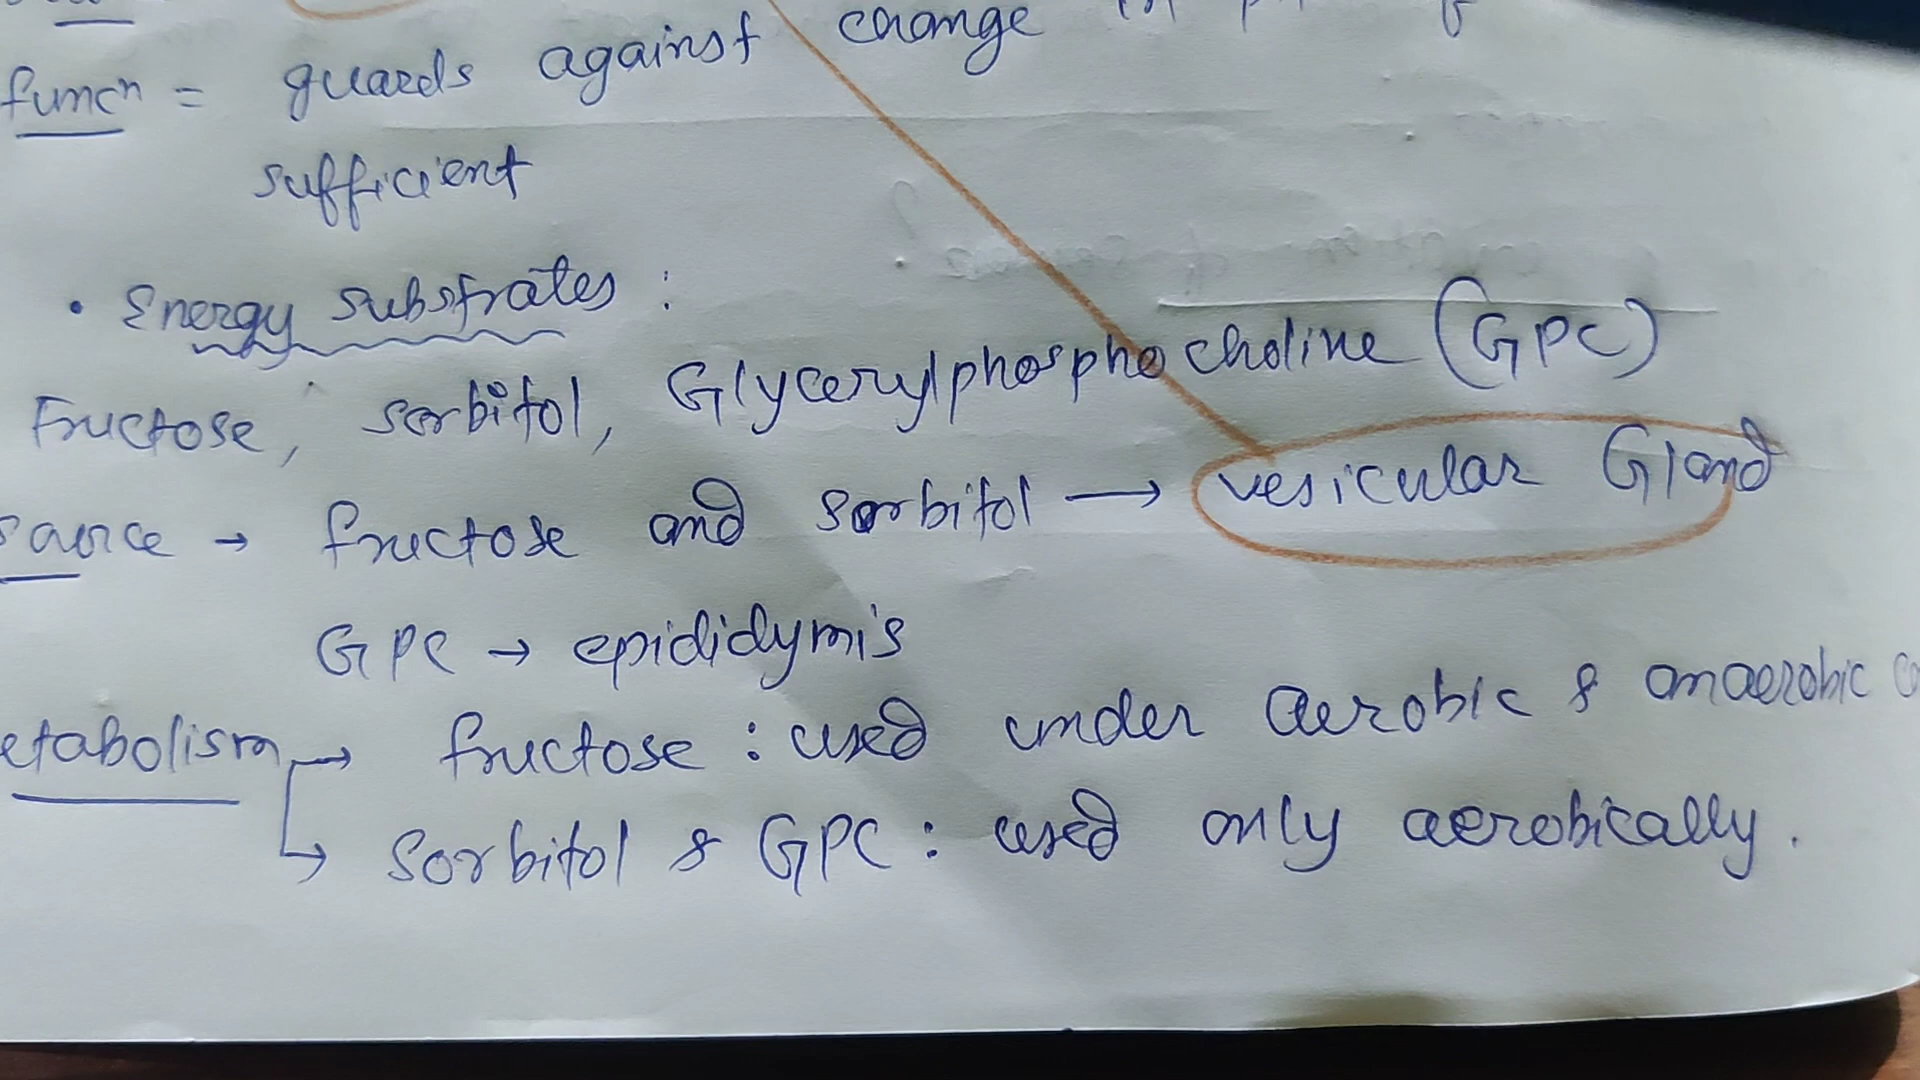 funcⁿ = guards against change in
sufficient
• Energy substrates :
Fructose, sorbitol, Glycerylphosphocholine (GPC)
source → fructose and sorbitol → vesicular Gland
GPC → epididymis
etabolism → fructose : used under aerobic & anaerobic
→ Sorbitol & GPC : used only aerobically.